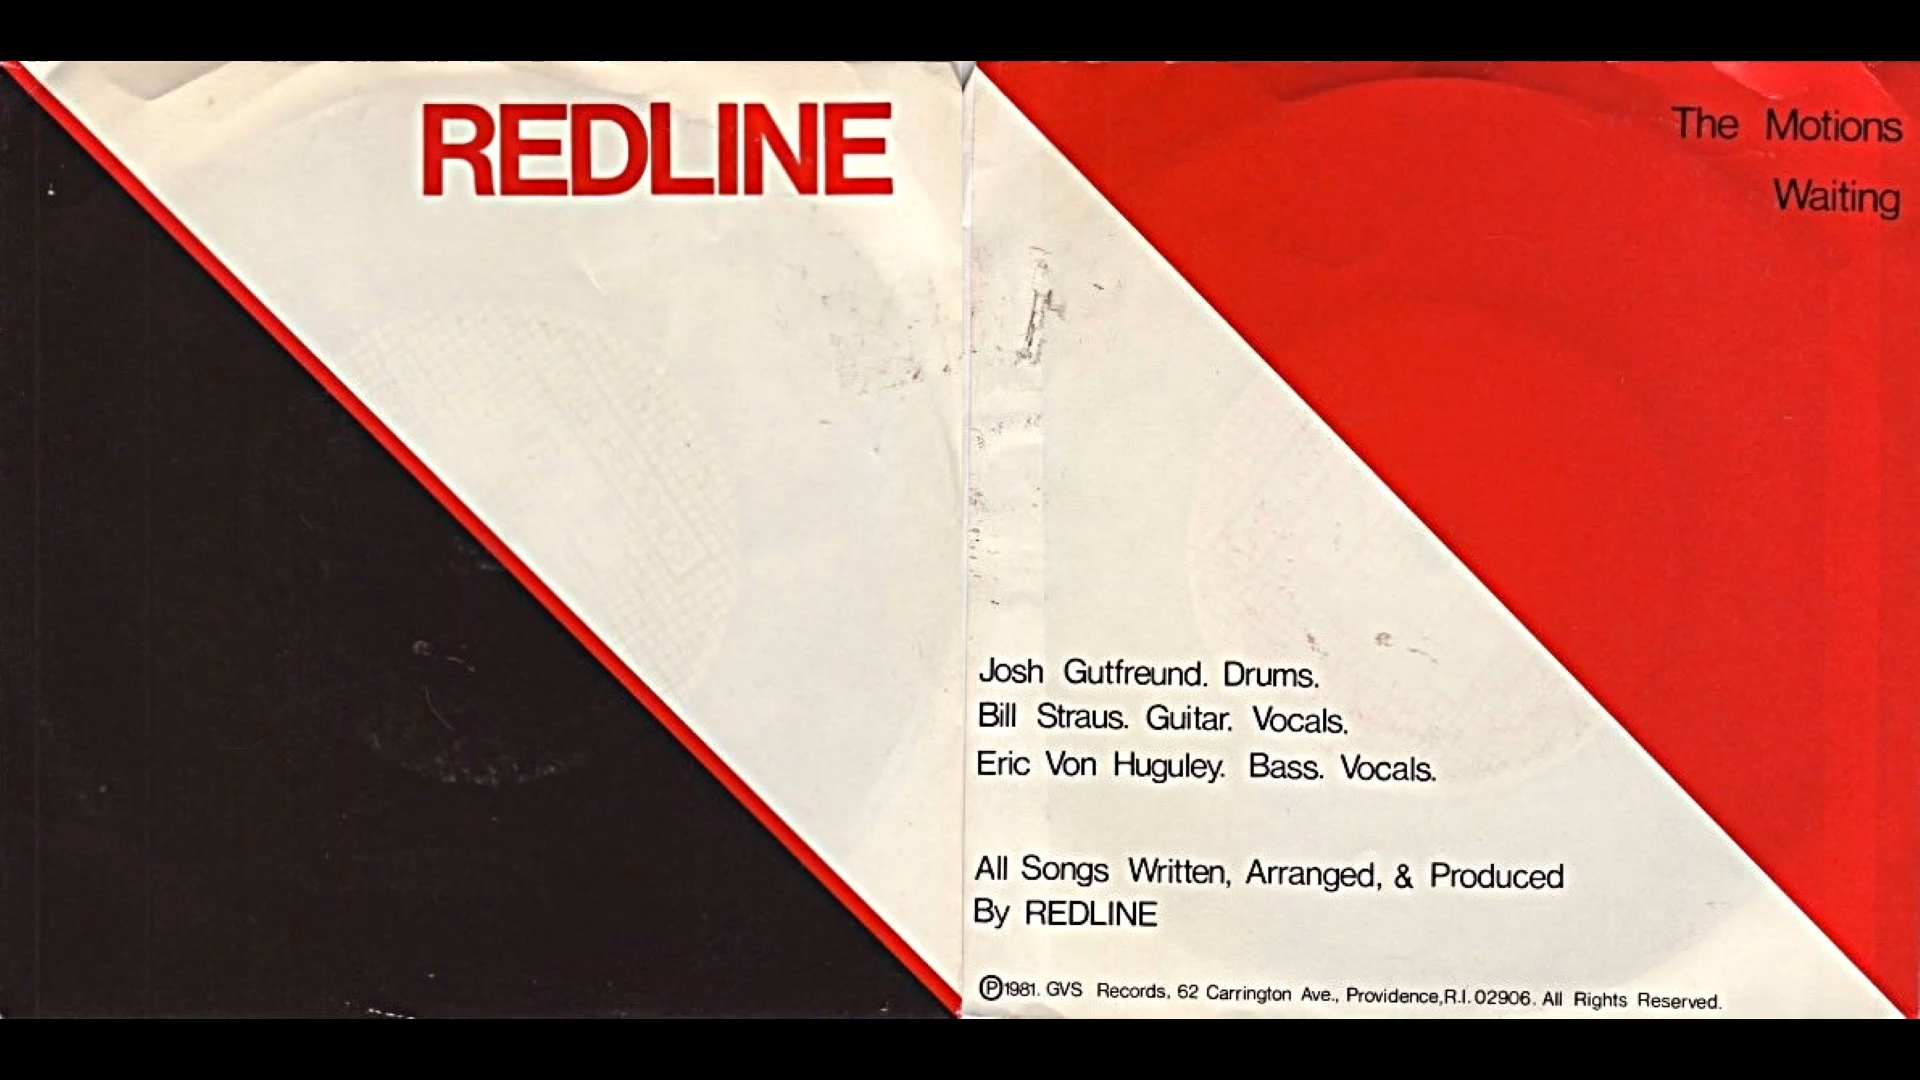 REDLINE
The Motions
Waiting
Josh Gutfreund. Drums.
Bill Straus. Guitar. Vocals.
Eric Von Huguley. Bass. Vocals.
All Songs Written, Arranged, & Produced
By REDLINE
Ⓟ1981. GVS Records, 62 Carrington Ave., Providence, R.I. 02906. All Rights Reserved.